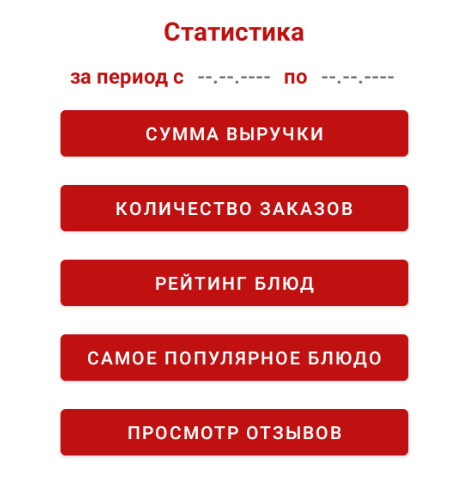 Статистика
за период с --.--.---- по --.--.----
СУММА ВЫРУЧКИ
КОЛИЧЕСТВО ЗАКАЗОВ
РЕЙТИНГ БЛЮД
САМОЕ ПОПУЛЯРНОЕ БЛЮДО
ПРОСМОТР ОТЗЫВОВ